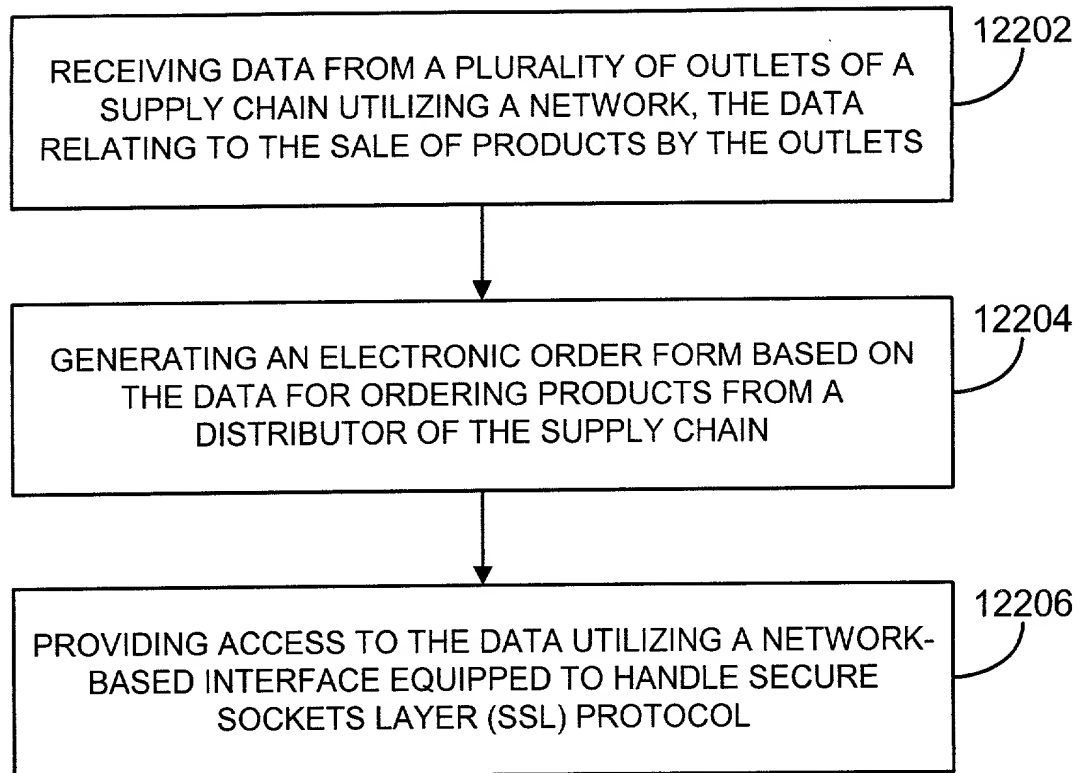 12202
RECEIVING DATA FROM A PLURALITY OF OUTLETS OF A
SUPPLY CHAIN UTILIZING A NETWORK, THE DATA
RELATING TO THE SALE OF PRODUCTS BY THE OUTLETS
12204
GENERATING AN ELECTRONIC ORDER FORM BASED ON
THE DATA FOR ORDERING PRODUCTS FROM A
DISTRIBUTOR OF THE SUPPLY CHAIN
12206
PROVIDING ACCESS TO THE DATA UTILIZING A NETWORK-
BASED INTERFACE EQUIPPED TO HANDLE SECURE
SOCKETS LAYER (SSL) PROTOCOL